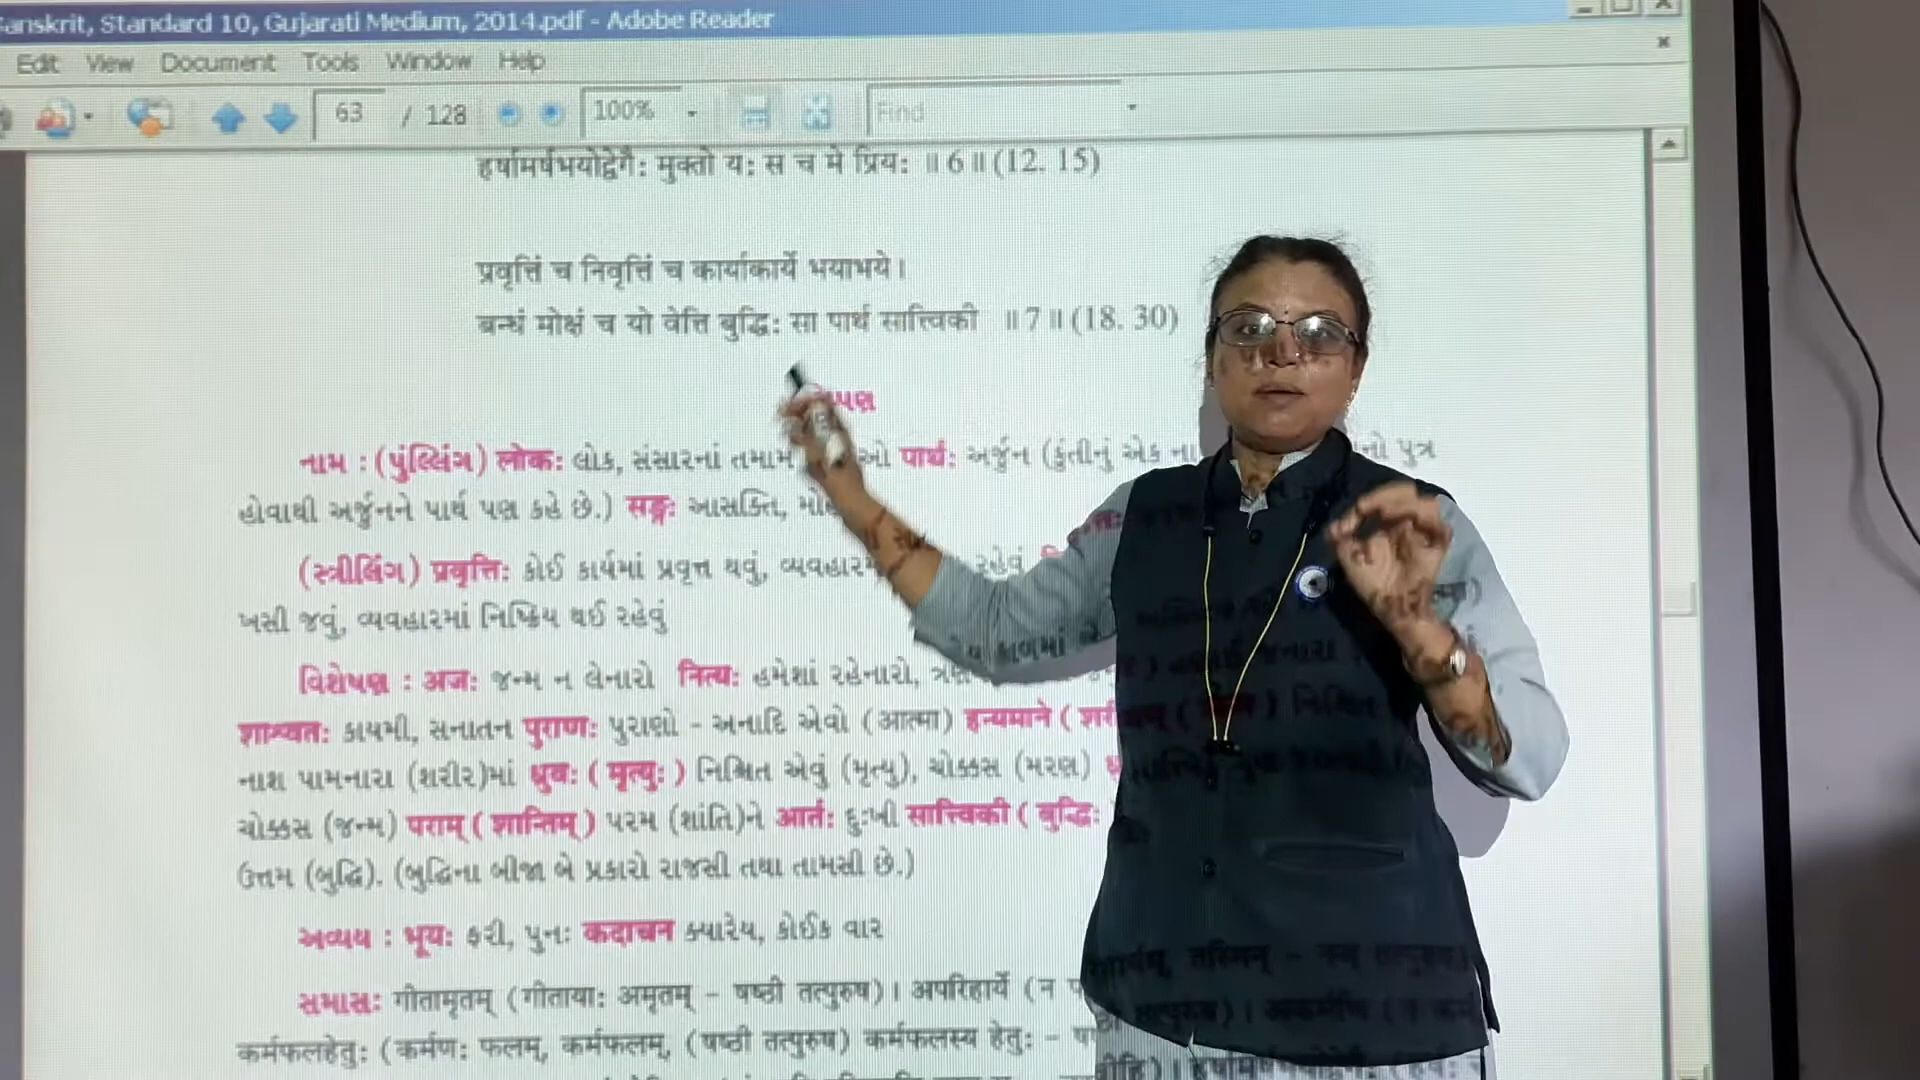 anskrit, Standard 10, Gujarati Medium, 2014.pdf - Adobe Reader
Edit View Document Tools Window Help
63 / 128 100% Find
हर्षामर्षभयोद्वेगैः मुक्तो यः स च मे प्रियः ॥ 6 ॥ (12. 15)
प्रवृत्तिं च निवृत्तिं च कार्याकार्ये भयाभये ।
बन्धं मोक्षं च यो वेत्ति बुद्धिः सा पार्थ सात्त्विकी ॥ 7 ॥ (18. 30)
નામ : (પુંલ્લિંગ) लोकः લોક, સંસારનાં તમામ पार्थः અર્જુન (કુંતીનું એક ના નો પુત્ર
હોવાથી અર્જુનને પાર્થ પણ કહે છે.) सङ्गः આસક્તિ,
(સ્ત્રીલિંગ) प्रवृत्तिः કોઈ કાર્યમાં પ્રવૃત્ત થવું, રહેવું
ખસી જવું, વ્યવહારમાં નિષ્ક્રિય થઈ રહેવું
વિશેષણ : अजः જન્મ ન લેનારો नित्यः હમેશાં રહેનારો,
शाश्वतः કાયમી, સનાતન पुराणः પુરાણો - અનાદિ એવો (આત્મા) हन्यमाने (
નાશ પામનારા (શરીર)માં ध्रुवः (मृत्युः) નિશ્ચિત એવું (મૃત્યુ), ચોક્કસ (મરણ)
ચોક્કસ (જન્મ) पराम् (शान्तिम्) પરમ (શાંતિ)ને आर्तः દુઃખી सात्त्विकी (बुद्धिः
ઉત્તમ (બુદ્ધિ). (બુદ્ધિના બીજા બે પ્રકારો રાજસી તથા તામસી છે.)
અવ્યય : भूयः ફરી, પુનઃ कदाचन ક્યારેય, કોઈક વાર
સમાસઃ गीतामृतम् (गीतायाः अमृतम् - षष्ठी तत्पुरुष) । अपरिहार्ये (न
कर्मफलहेतुः (कर्मणः फलम्, कर्मफलम्, (षष्ठी तत्पुरुष) कर्मफलस्य हेतुः -